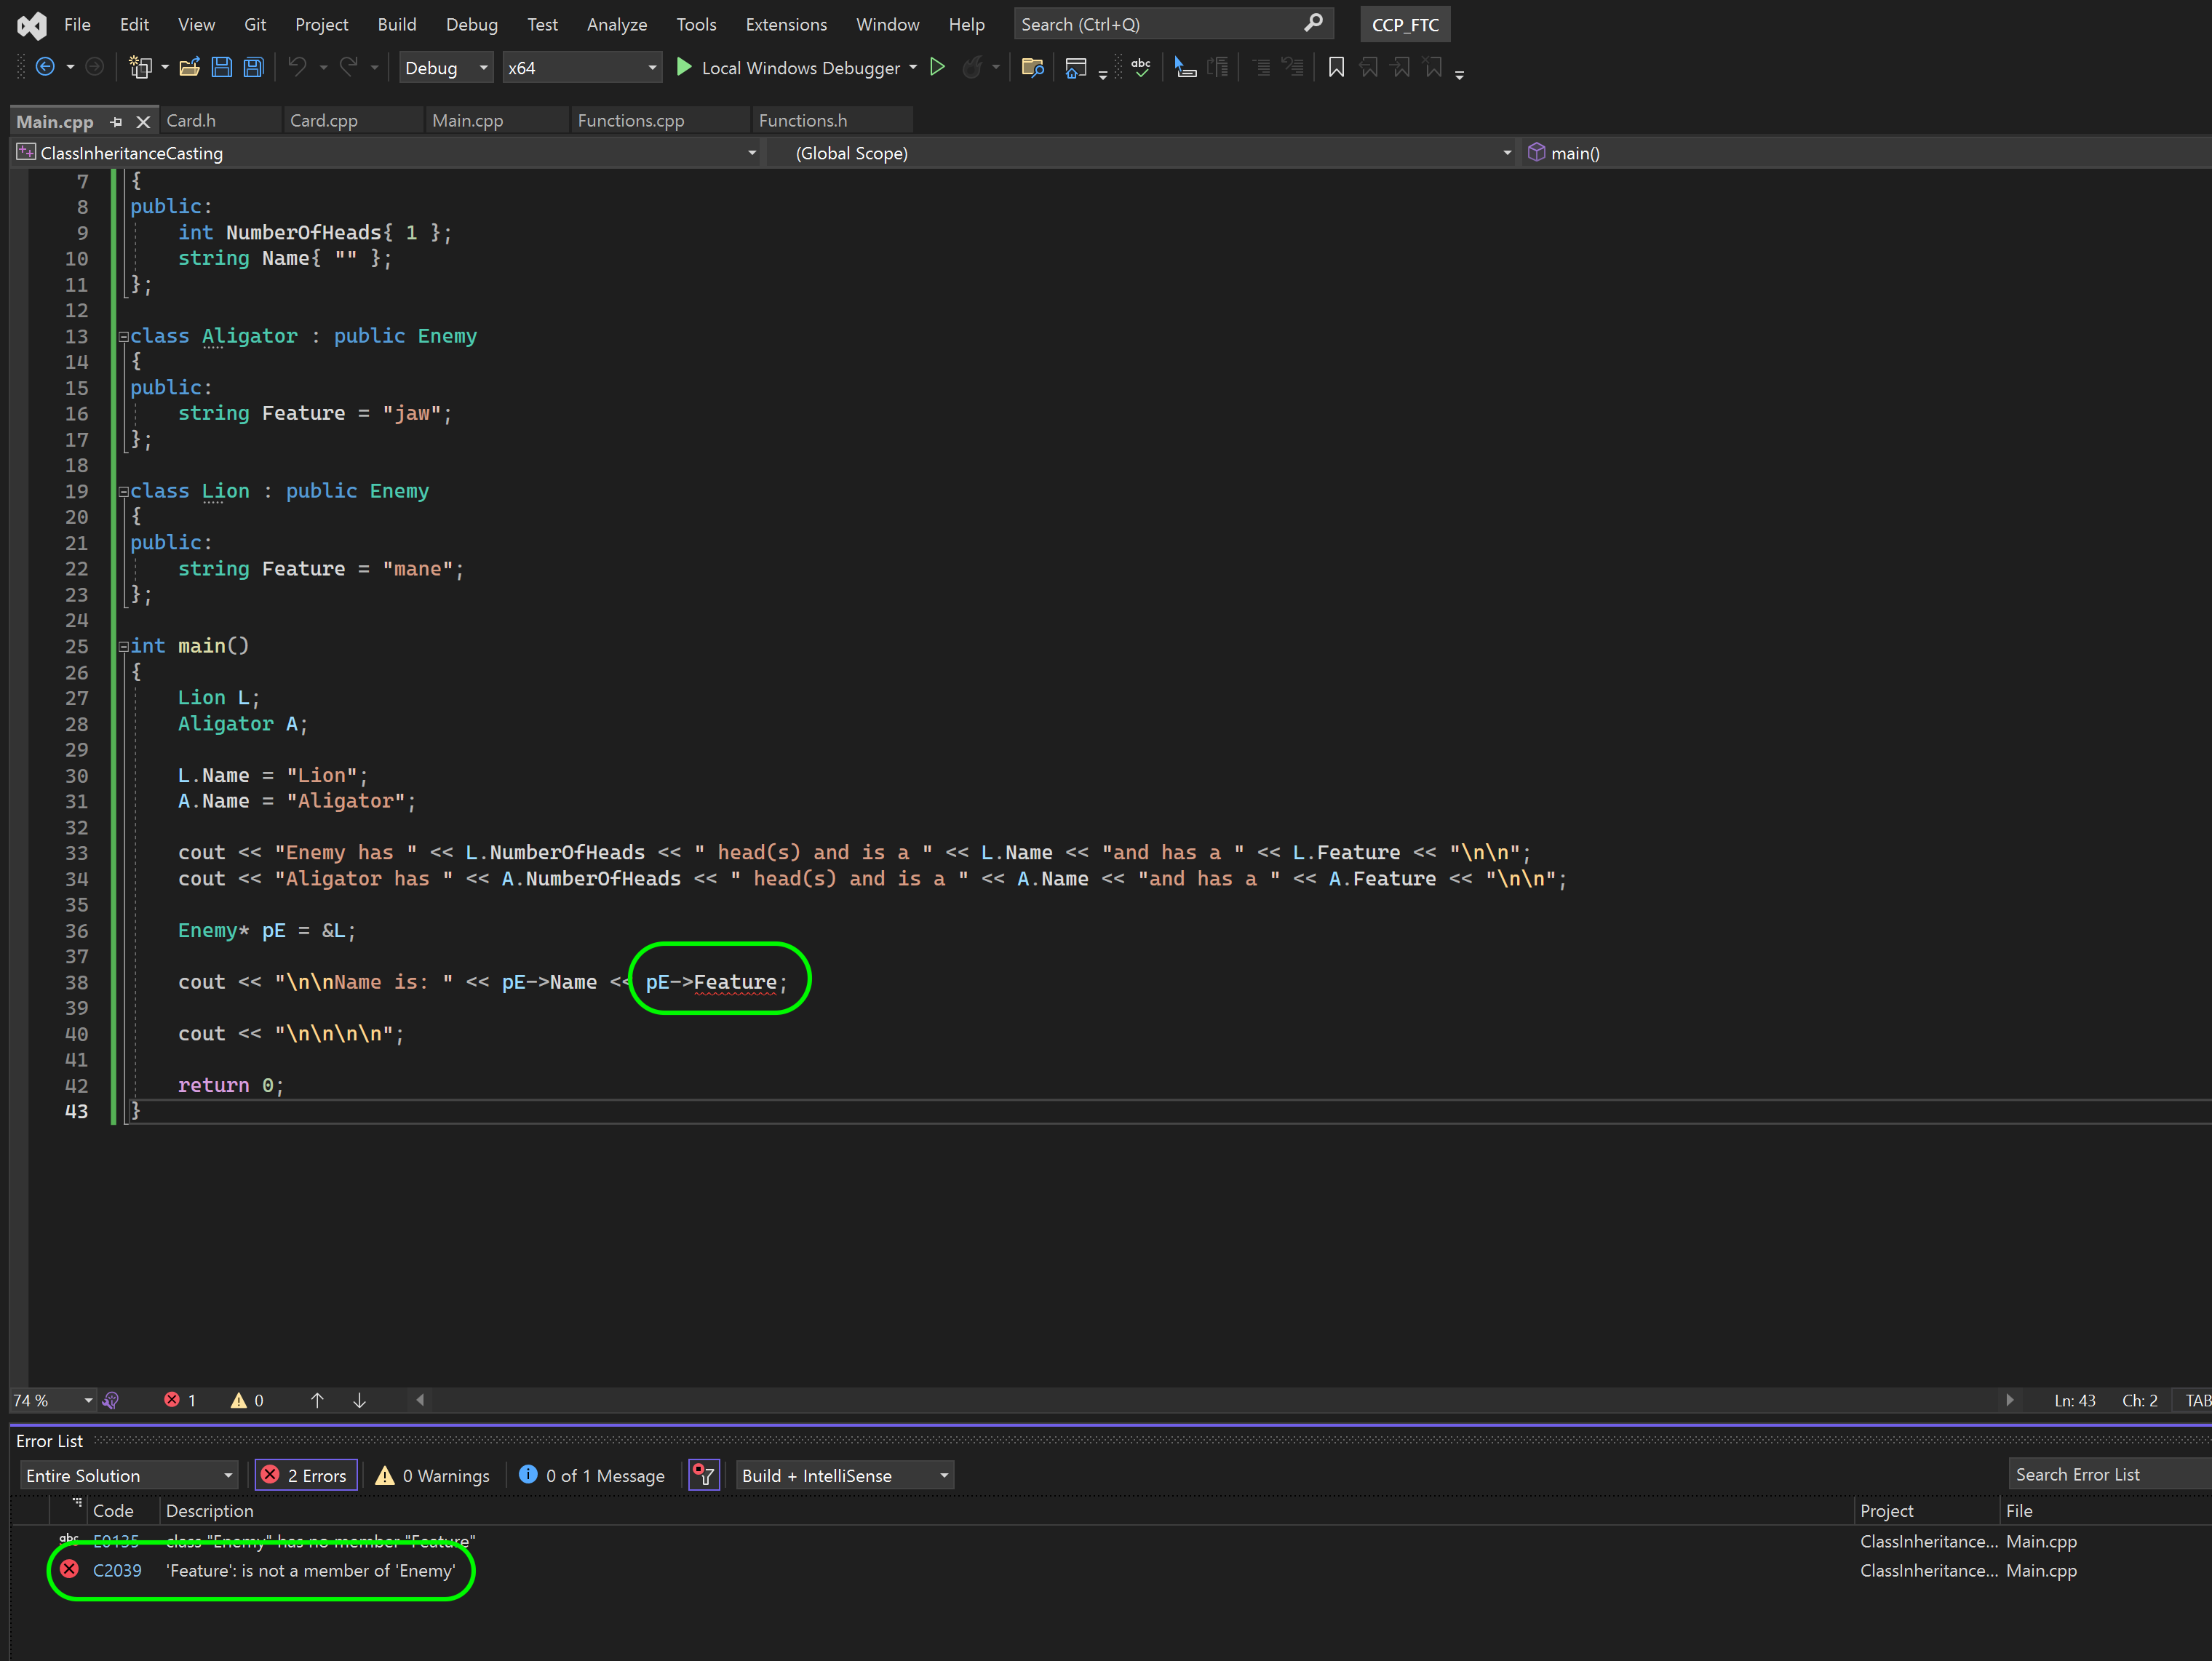 File Edit View Git Project Build Debug Test Analyze Tools Extensions Window Help Search (Ctrl+Q) CCP_FTC
Debug x64 Local Windows Debugger abc
Main.cpp Card.h Card.cpp Main.cpp Functions.cpp Functions.h
ClassInheritanceCasting (Global Scope) main()
7 {
8 public:
9 int NumberOfHeads{ 1 };
10 string Name{ "" };
11 };
12
13 class Aligator : public Enemy
14 {
15 public:
16 string Feature = "jaw";
17 };
18
19 class Lion : public Enemy
20 {
21 public:
22 string Feature = "mane";
23 };
24
25 int main()
26 {
27 Lion L;
28 Aligator A;
29
30 L.Name = "Lion";
31 A.Name = "Aligator";
32
33 cout << "Enemy has " << L.NumberOfHeads << " head(s) and is a " << L.Name << "and has a " << L.Feature << "\n\n";
34 cout << "Aligator has " << A.NumberOfHeads << " head(s) and is a " << A.Name << "and has a " << A.Feature << "\n\n";
35
36 Enemy* pE = &L;
37
38 cout << "\n\nName is: " << pE->Name << pE->Feature;
39
40 cout << "\n\n\n\n";
41
42 return 0;
43 }
74 % 1 0 Ln: 43 Ch: 2 TAB
Error List
Entire Solution 2 Errors 0 Warnings 0 of 1 Message Build + IntelliSense Search Error List
Code Description Project File
abc E0135 class "Enemy" has no member "Feature" ClassInheritance... Main.cpp
C2039 'Feature': is not a member of 'Enemy' ClassInheritance... Main.cpp